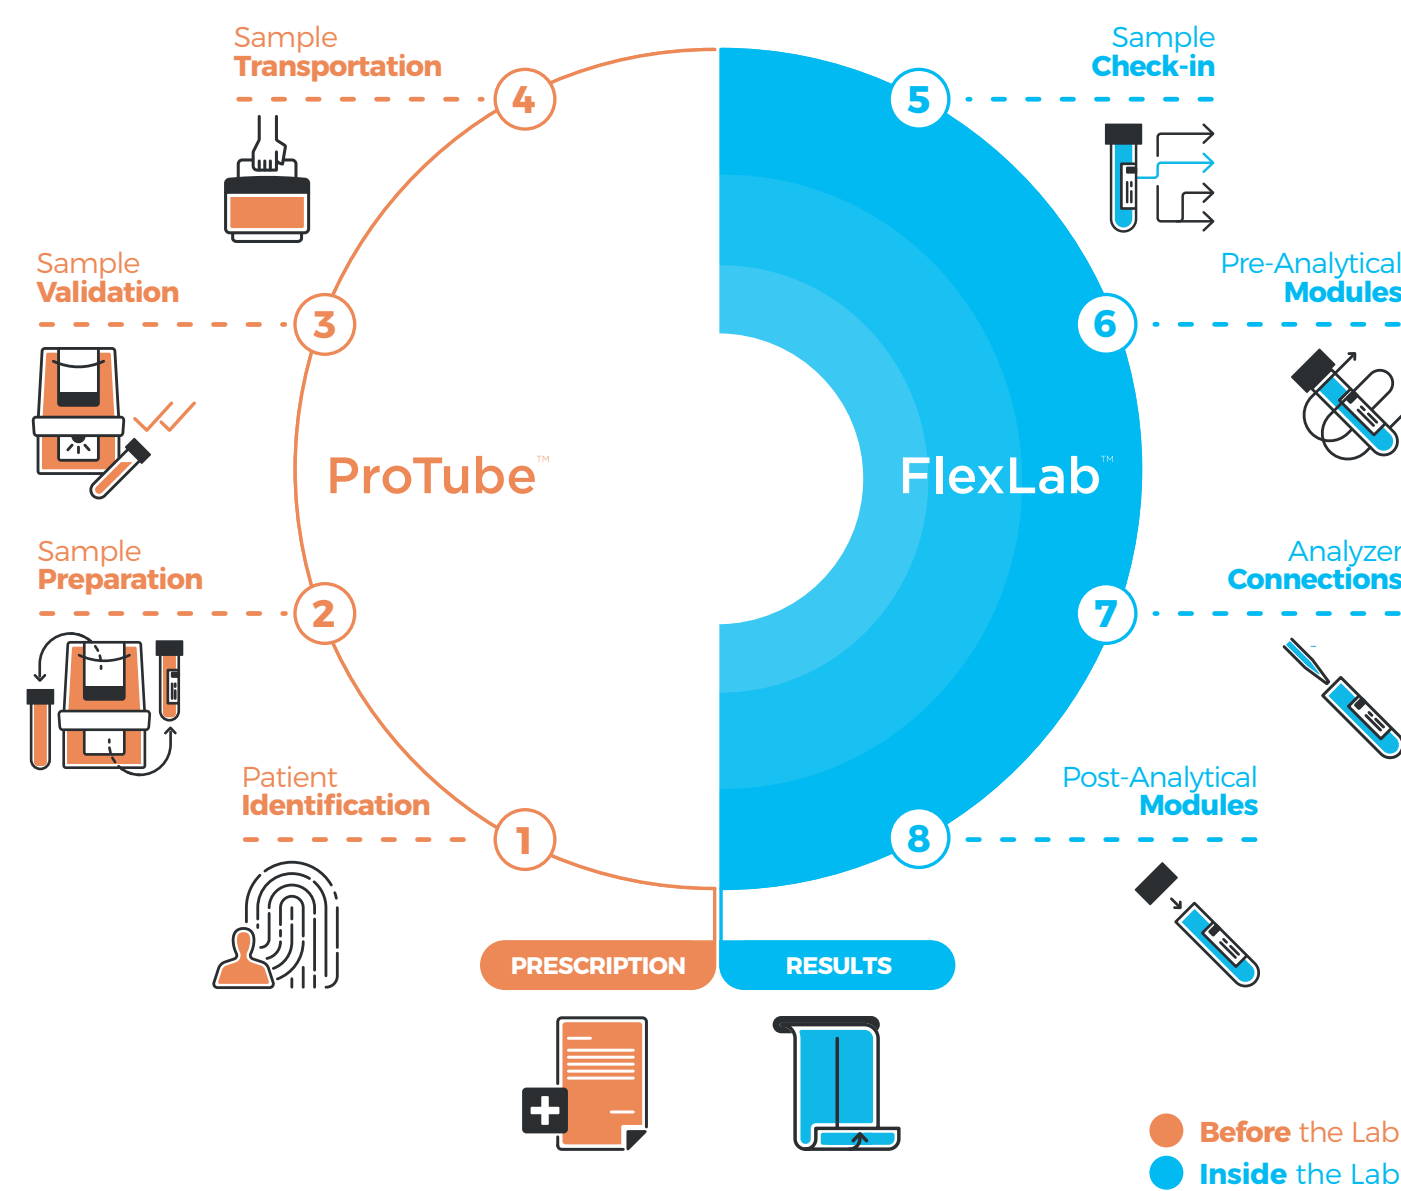 Sample
Transportation
4
Sample
Check-in
5
Sample
Validation
3
Pre-Analytical
Modules
6
ProTube™
FlexLab™
Sample
Preparation
2
Analyzer
Connections
7
Patient
Identification
1
Post-Analytical
Modules
8
PRESCRIPTION
RESULTS
Before the Lab
Inside the Lab